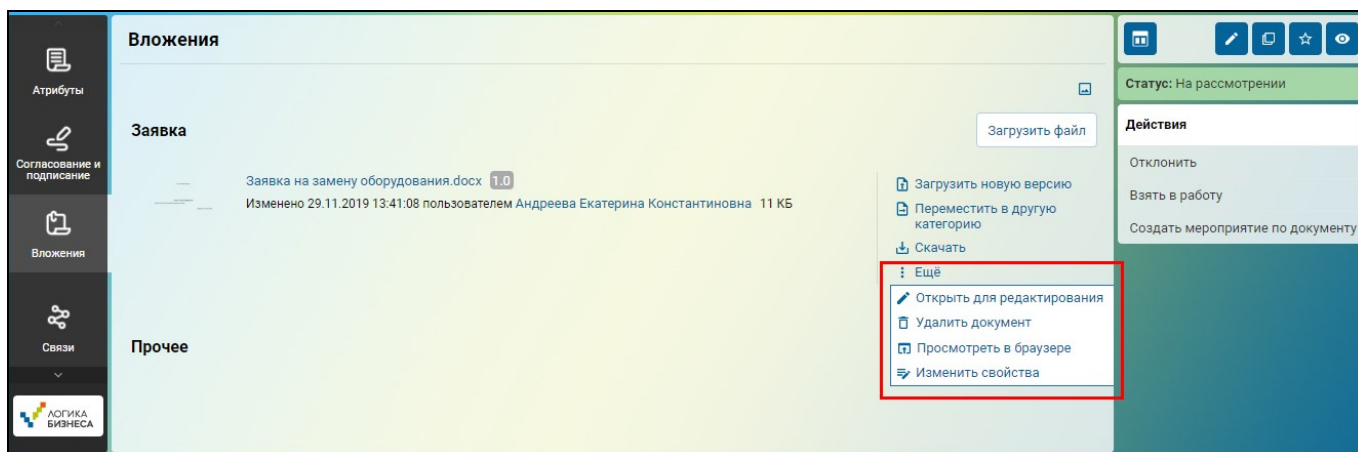 Атрибуты
Согласование и
подписание
Вложения
Связи
ЛОГИКА
БИЗНЕСА
Вложения
Заявка
Загрузить файл
Заявка на замену оборудования.docx 1.0
Изменено 29.11.2019 13:41:08 пользователем Андреева Екатерина Константиновна 11 КБ
Загрузить новую версию
Переместить в другую
категорию
Скачать
Ещё
Открыть для редактирования
Удалить документ
Просмотреть в браузере
Изменить свойства
Прочее
Статус: На рассмотрении
Действия
Отклонить
Взять в работу
Создать мероприятие по документу